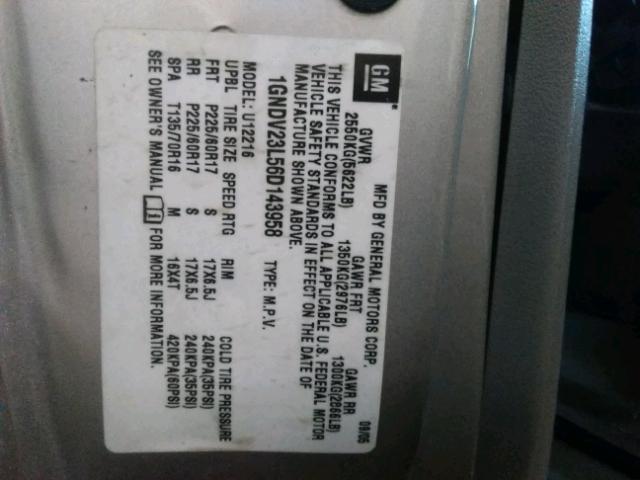 GM MFD BY GENERAL MOTORS CORP. 09/05
GVWR GAWR FRT GAWR RR
2550KG(5622LB) 1350KG(2976LB) 1300KG(2866LB)
THIS VEHICLE CONFORMS TO ALL APPLICABLE U.S. FEDERAL MOTOR
VEHICLE SAFETY STANDARDS IN EFFECT ON THE DATE OF
MANUFACTURE SHOWN ABOVE.
1GNDV23L56D143958 TYPE: M.P.V.
MODEL: U12216
UPBL TIRE SIZE SPEED RTG RIM COLD TIRE PRESSURE
FRT P225/60R17 S 17X6.5J 240KPA(35PSI)
RR P225/60R17 S 17X6.5J 240KPA(35PSI)
SPA T135/70R16 M 16X4T 420KPA(60PSI)
SEE OWNER'S MANUAL FOR MORE INFORMATION.